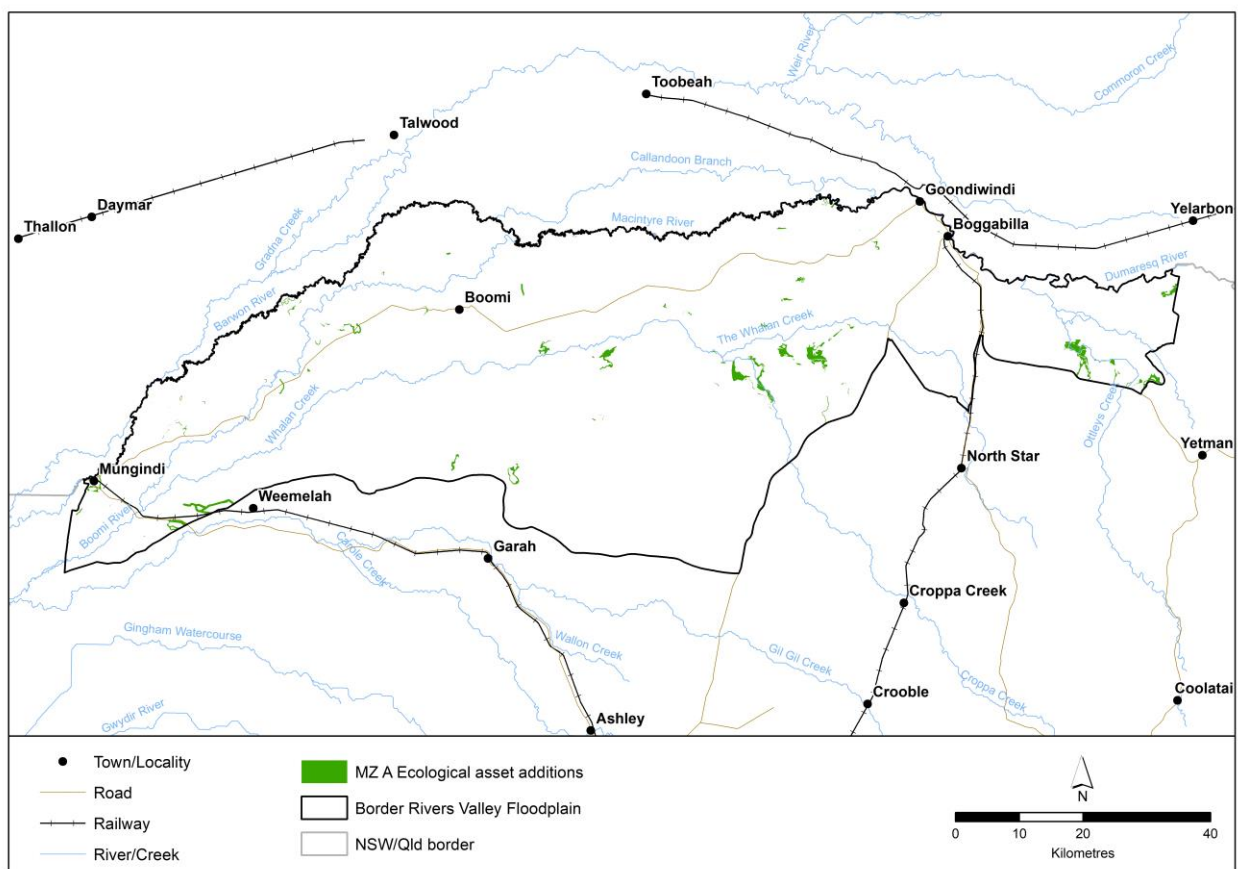 Weir River
Commoron Creek
Toobeah
Talwood
Callandoon Branch
Goondiwindi
Daymar
Thallon
Gradna Creek
Macintyre River
Boggabilla
Yelarbon
Dumaresq River
Barwon River
Boomi
The Whalan Creek
Whalan Creek
Ottleys Creek
Mungindi
North Star
Yetman
Weemelah
Boomi River
Carole Creek
Garah
Croppa Creek
Gingham Watercourse
Wallon Creek
Gil Gil Creek
Croppa Creek
Crooble
Coolatai
Gwydir River
Ashley
Town/Locality
Road
Railway
River/Creek
MZ A Ecological asset additions
Border Rivers Valley Floodplain
NSW/Qld border
N
0 10 20 40
Kilometres